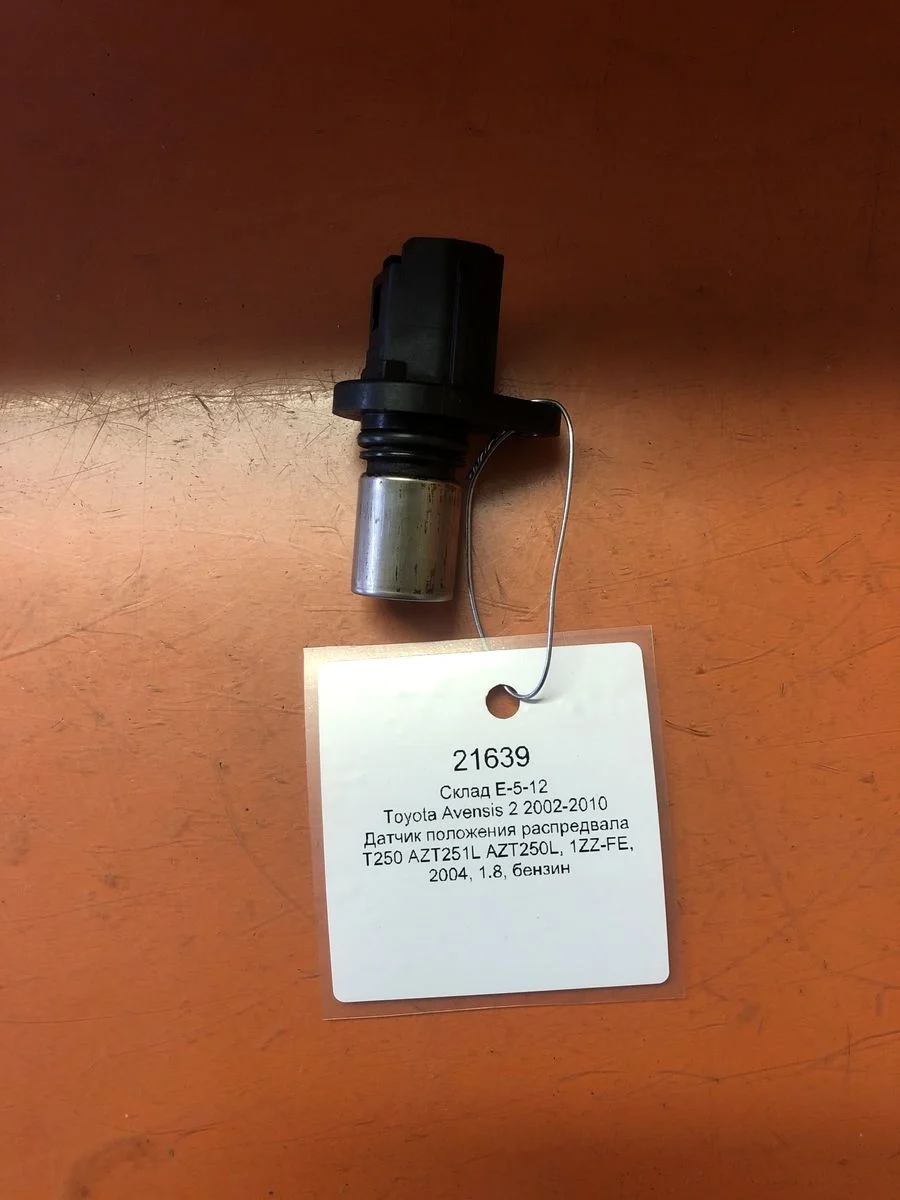 21639
Склад Е-5-12
Toyota Avensis 2 2002-2010
Датчик положения распредвала
T250 AZT251L AZT250L, 1ZZ-FE,
2004, 1.8, бензин